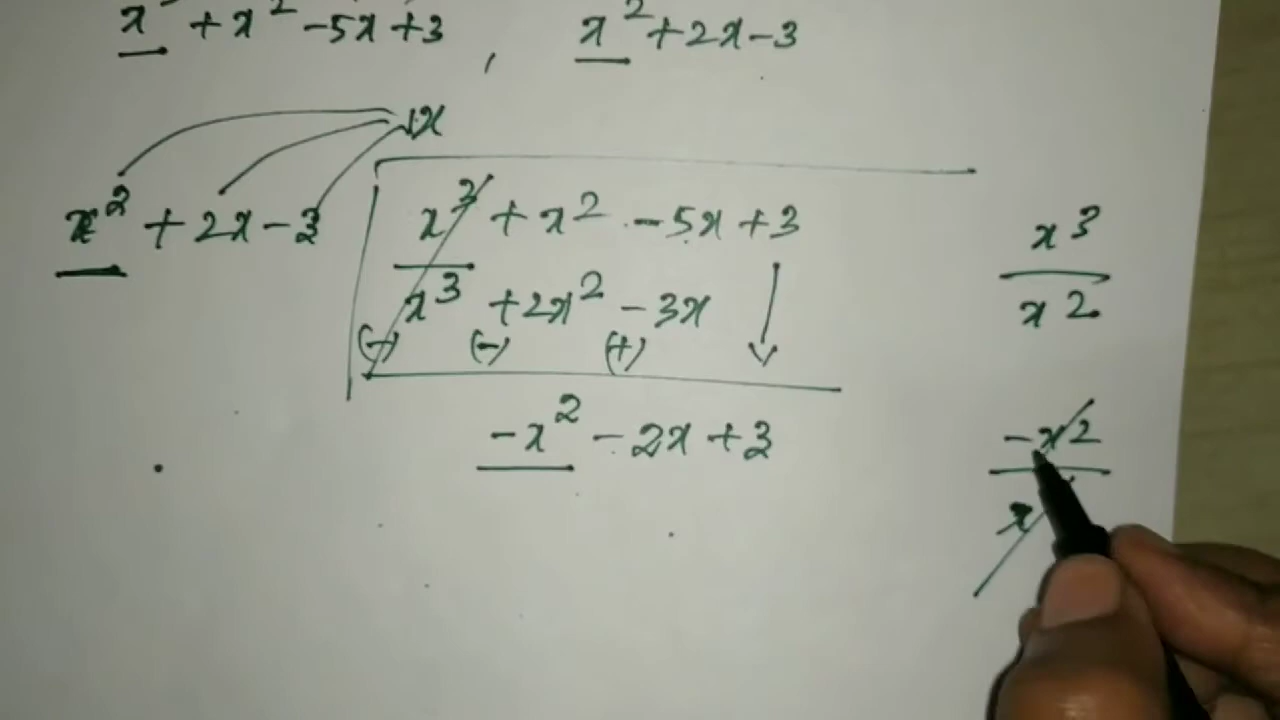 x³ + x² - 5x + 3 , x² + 2x - 3
+x
x² + 2x - 3 x³ + x² - 5x + 3
x³ + 2x² - 3x
(-) (-) (+)
-x² - 2x + 3
x³
x²
-x²
x